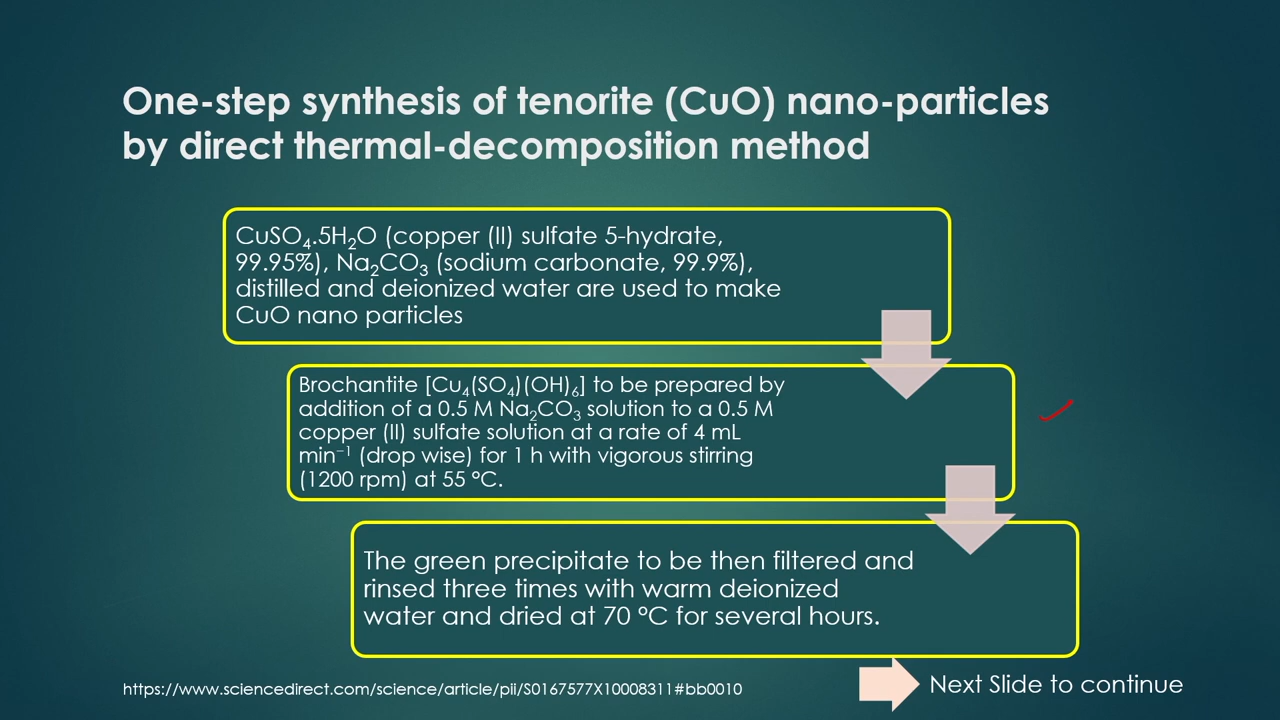 One-step synthesis of tenorite (CuO) nano-particles
by direct thermal-decomposition method
CuSO₄.5H₂O (copper (II) sulfate 5-hydrate,
99.95%), Na₂CO₃ (sodium carbonate, 99.9%),
distilled and deionized water are used to make
CuO nano particles
Brochantite [Cu₄(SO₄)(OH)₆] to be prepared by
addition of a 0.5 M Na₂CO₃ solution to a 0.5 M
copper (II) sulfate solution at a rate of 4 mL
min⁻¹ (drop wise) for 1 h with vigorous stirring
(1200 rpm) at 55 °C.
The green precipitate to be then filtered and
rinsed three times with warm deionized
water and dried at 70 °C for several hours.
https://www.sciencedirect.com/science/article/pii/S0167577X10008311#bb0010
Next Slide to continue